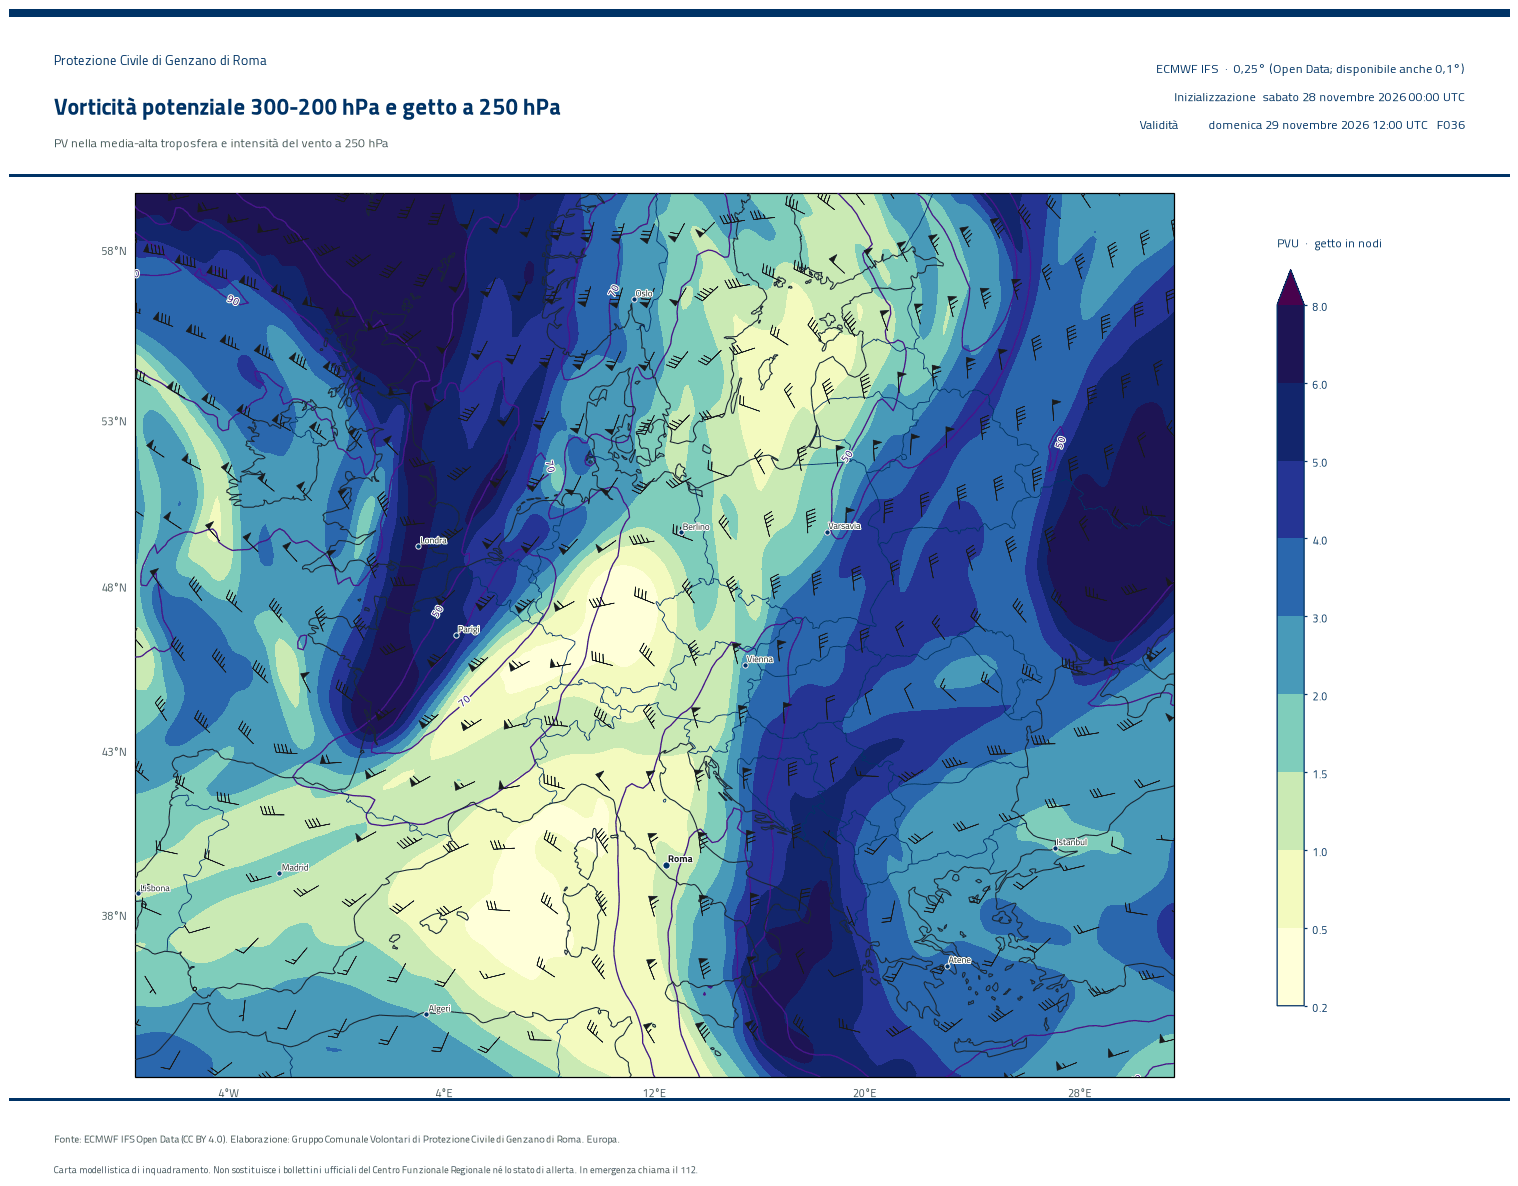 Protezione Civile di Genzano di Roma
Vorticità potenziale 300-200 hPa e getto a 250 hPa
PV nella media-alta troposfera e intensità del vento a 250 hPa
ECMWF IFS · 0,25° (Open Data; disponibile anche 0,1°)
Inizializzazione sabato 28 novembre 2026 00:00 UTC
Validità domenica 29 novembre 2026 12:00 UTC F036
PVU · getto in nodi
8.0
6.0
5.0
4.0
3.0
2.0
1.5
1.0
0.5
0.2
58°N
53°N
48°N
43°N
38°N
4°W
4°E
12°E
20°E
28°E
90
70
Oslo
50
70
50
Berlino
Varsavia
Londra
50
Parigi
Vienna
70
Istanbul
Roma
Madrid
Lisbona
Atene
Algeri
Fonte: ECMWF IFS Open Data (CC BY 4.0). Elaborazione: Gruppo Comunale Volontari di Protezione Civile di Genzano di Roma. Europa.
Carta modellistica di inquadramento. Non sostituisce i bollettini ufficiali del Centro Funzionale Regionale né lo stato di allerta. In emergenza chiama il 112.